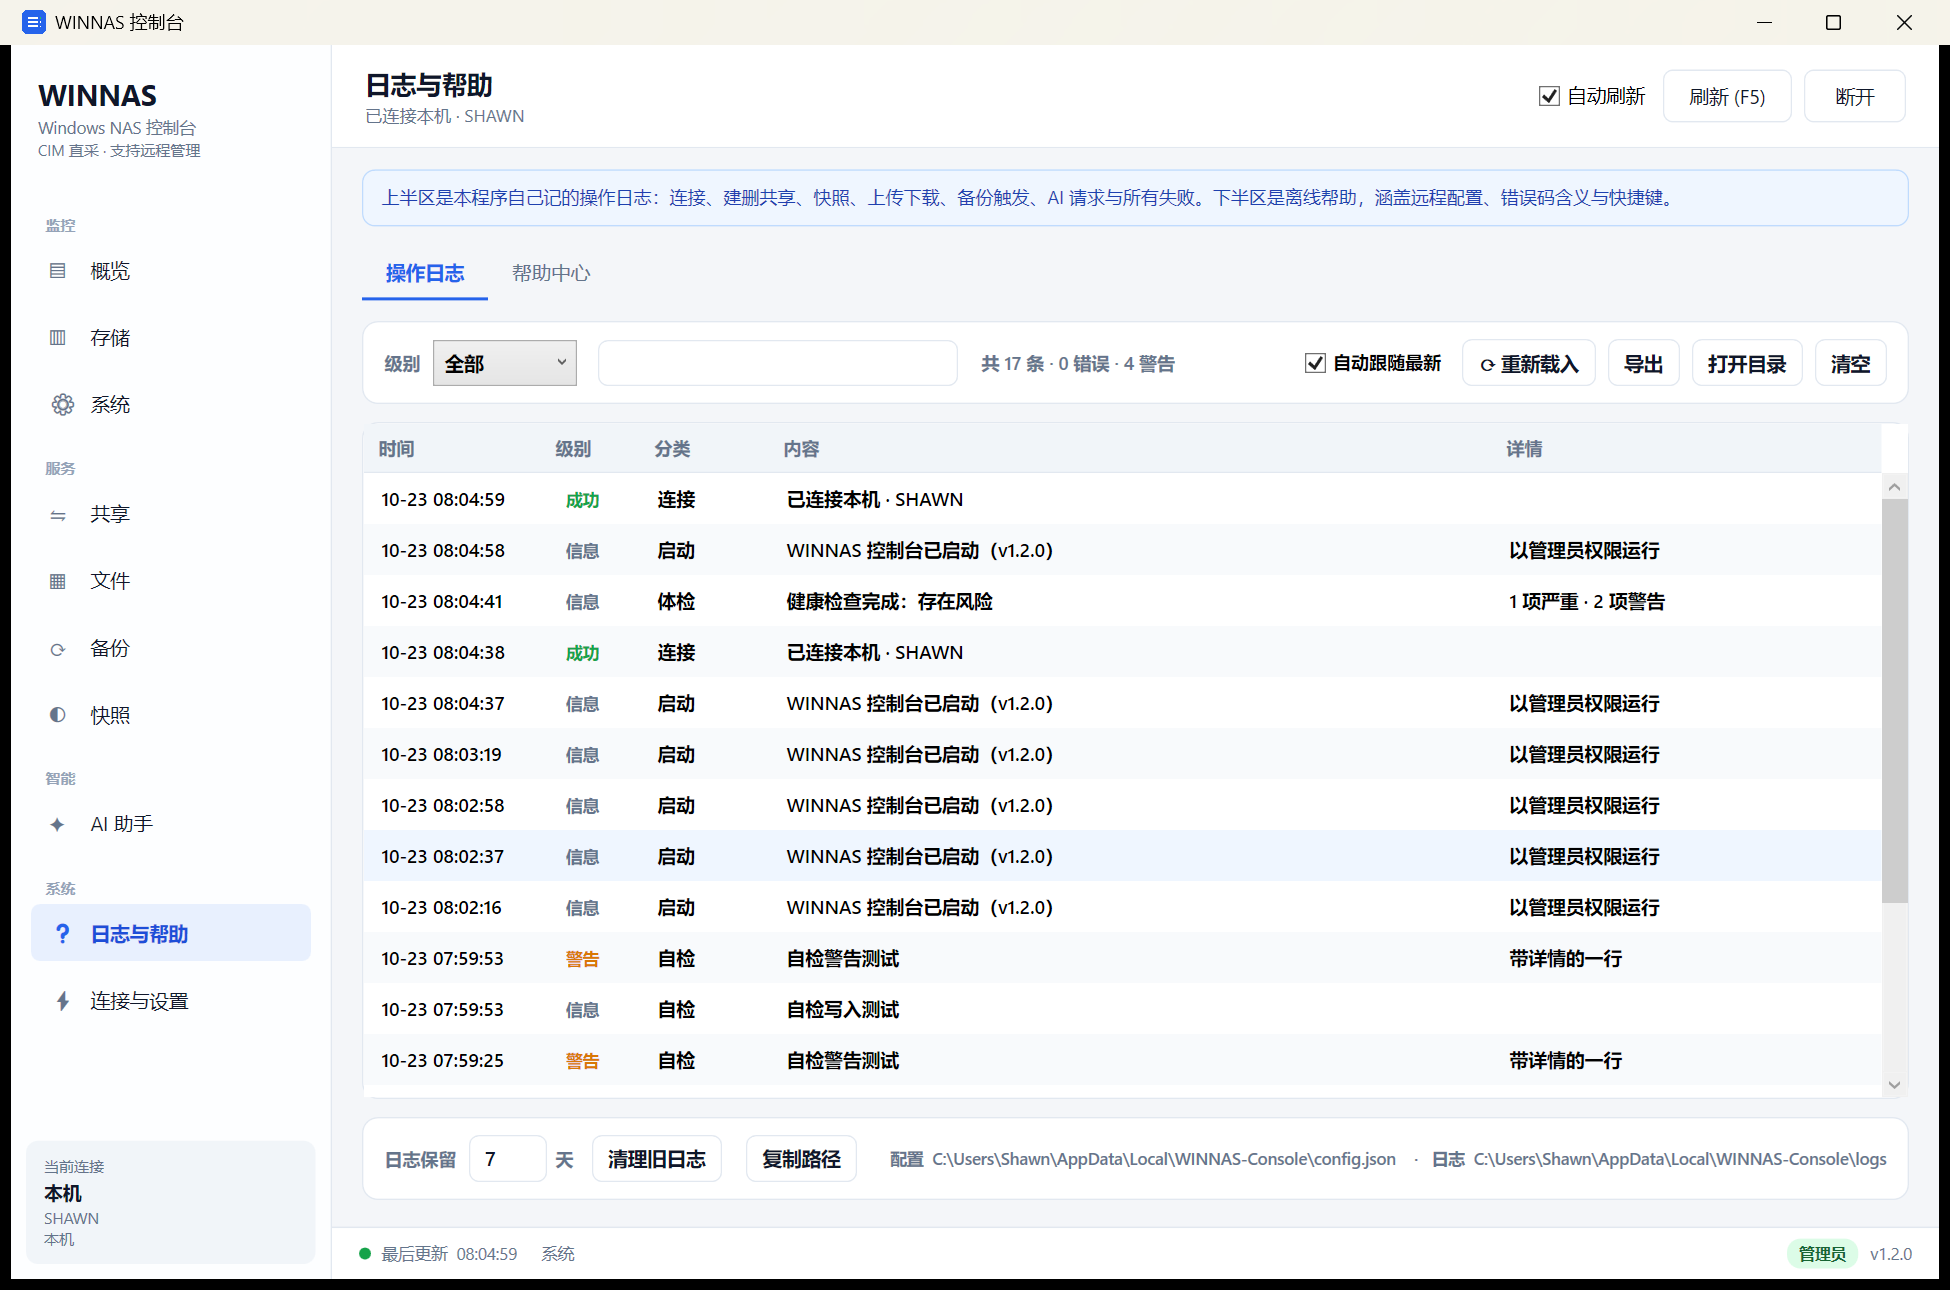 WINNAS 控制台
WINNAS
Windows NAS 控制台
CIM 直采 · 支持远程管理
监控
概览
存储
系统
服务
共享
文件
备份
快照
智能
AI 助手
系统
? 日志与帮助
连接与设置
当前连接
本机
SHAWN
本机
日志与帮助
已连接本机 · SHAWN
自动刷新 刷新 (F5) 断开
上半区是本程序自己记的操作日志：连接、建删共享、快照、上传下载、备份触发、AI 请求与所有失败。下半区是离线帮助，涵盖远程配置、错误码含义与快捷键。
操作日志 帮助中心
级别 全部 共 17 条 · 0 错误 · 4 警告 自动跟随最新 ⟳ 重新载入 导出 打开目录 清空
时间 级别 分类 内容 详情
10-23 08:04:59 成功 连接 已连接本机 · SHAWN
10-23 08:04:58 信息 启动 WINNAS 控制台已启动（v1.2.0） 以管理员权限运行
10-23 08:04:41 信息 体检 健康检查完成：存在风险 1 项严重 · 2 项警告
10-23 08:04:38 成功 连接 已连接本机 · SHAWN
10-23 08:04:37 信息 启动 WINNAS 控制台已启动（v1.2.0） 以管理员权限运行
10-23 08:03:19 信息 启动 WINNAS 控制台已启动（v1.2.0） 以管理员权限运行
10-23 08:02:58 信息 启动 WINNAS 控制台已启动（v1.2.0） 以管理员权限运行
10-23 08:02:37 信息 启动 WINNAS 控制台已启动（v1.2.0） 以管理员权限运行
10-23 08:02:16 信息 启动 WINNAS 控制台已启动（v1.2.0） 以管理员权限运行
10-23 07:59:53 警告 自检 自检警告测试 带详情的一行
10-23 07:59:53 信息 自检 自检写入测试
10-23 07:59:25 警告 自检 自检警告测试 带详情的一行
日志保留 7 天 清理旧日志 复制路径 配置 C:\Users\Shawn\AppData\Local\WINNAS-Console\config.json · 日志 C:\Users\Shawn\AppData\Local\WINNAS-Console\logs
最后更新 08:04:59 系统 管理员 v1.2.0